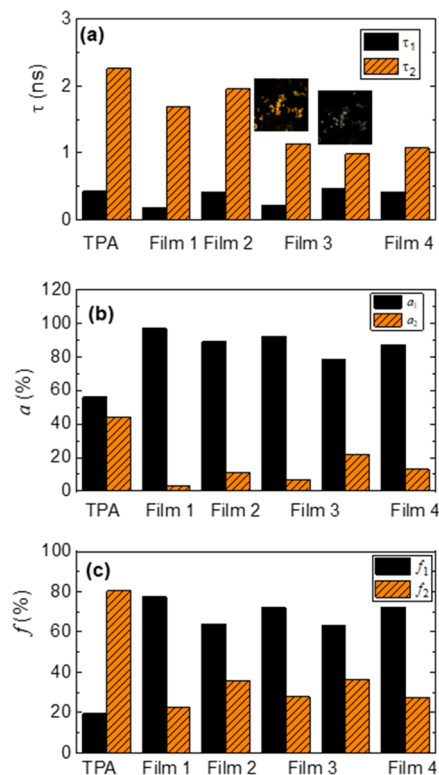 (a)
τ1
τ2
3
2
1
0
τ (ns)
TPA Film 1 Film 2 Film 3 Film 4
(b)
a1
a2
120
100
80
60
40
20
0
a (%)
TPA Film 1 Film 2 Film 3 Film 4
(c)
f1
f2
100
80
60
40
20
0
f (%)
TPA Film 1 Film 2 Film 3 Film 4